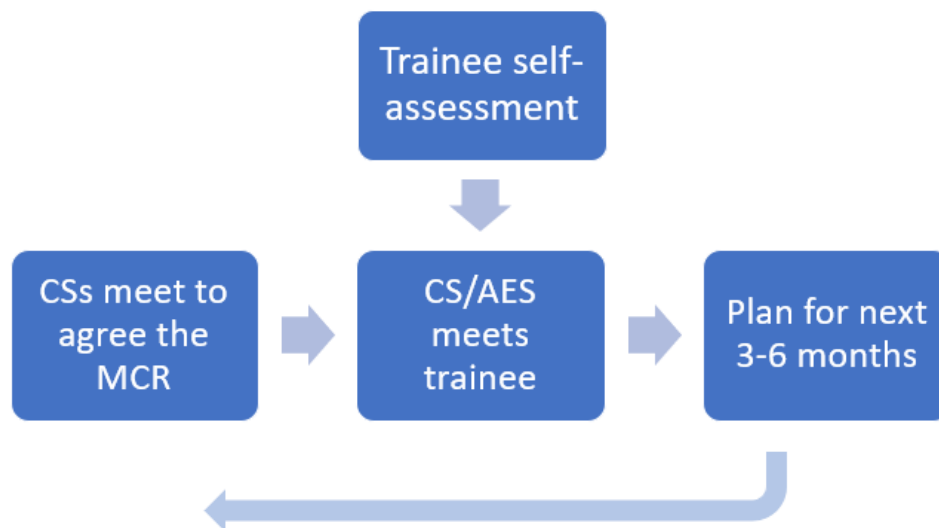 Trainee self-
assessment
CSs meet to
agree the
MCR
CS/AES
meets
trainee
Plan for next
3-6 months